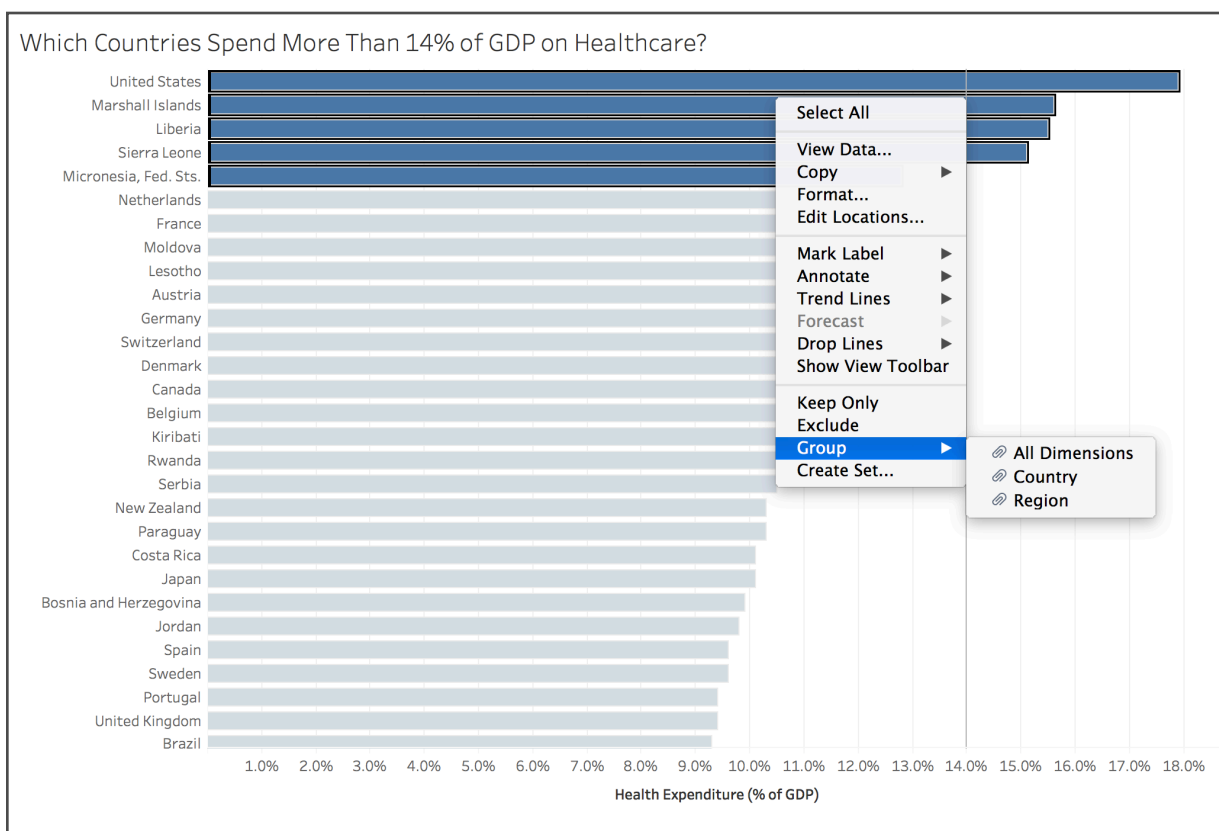 Which Countries Spend More Than 14% of GDP on Healthcare?
United States
Marshall Islands
Liberia
Sierra Leone
Micronesia, Fed. Sts.
Netherlands
France
Moldova
Lesotho
Austria
Germany
Switzerland
Denmark
Canada
Belgium
Kiribati
Rwanda
Serbia
New Zealand
Paraguay
Costa Rica
Japan
Bosnia and Herzegovina
Jordan
Spain
Sweden
Portugal
United Kingdom
Brazil
Select All
View Data...
Copy
Format...
Edit Locations...
Mark Label
Annotate
Trend Lines
Forecast
Drop Lines
Show View Toolbar
Keep Only
Exclude
Group
Create Set...
All Dimensions
Country
Region
1.0% 2.0% 3.0% 4.0% 5.0% 6.0% 7.0% 8.0% 9.0% 10.0% 11.0% 12.0% 13.0% 14.0% 15.0% 16.0% 17.0% 18.0%
Health Expenditure (% of GDP)